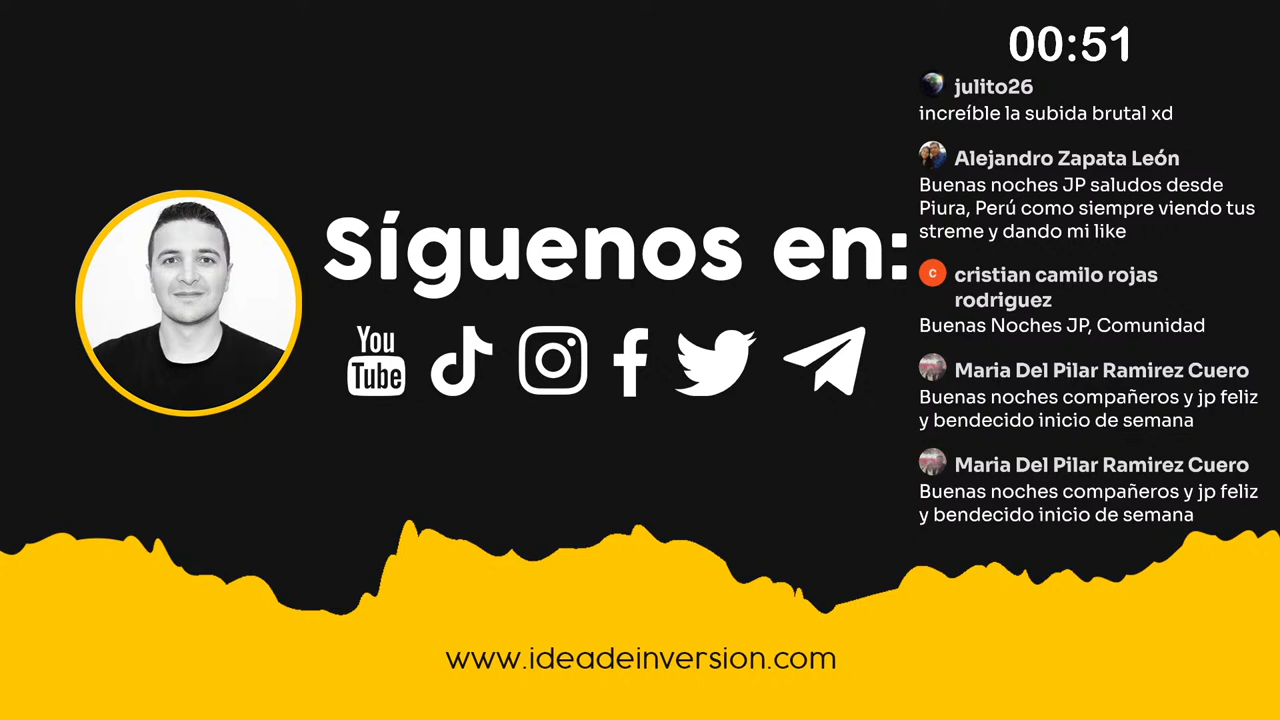 00:51
julito26
increíble la subida brutal xd
Alejandro Zapata León
Buenas noches JP saludos desde
Piura, Perú como siempre viendo tus
streme y dando mi like
Síguenos en:
C
cristian camilo rojas
rodriguez
Buenas Noches JP, Comunidad
You
Tube
Maria Del Pilar Ramirez Cuero
Buenas noches compañeros y jp feliz
y bendecido inicio de semana
Maria Del Pilar Ramirez Cuero
Buenas noches compañeros y jp feliz
y bendecido inicio de semana
www.ideadeinversion.com